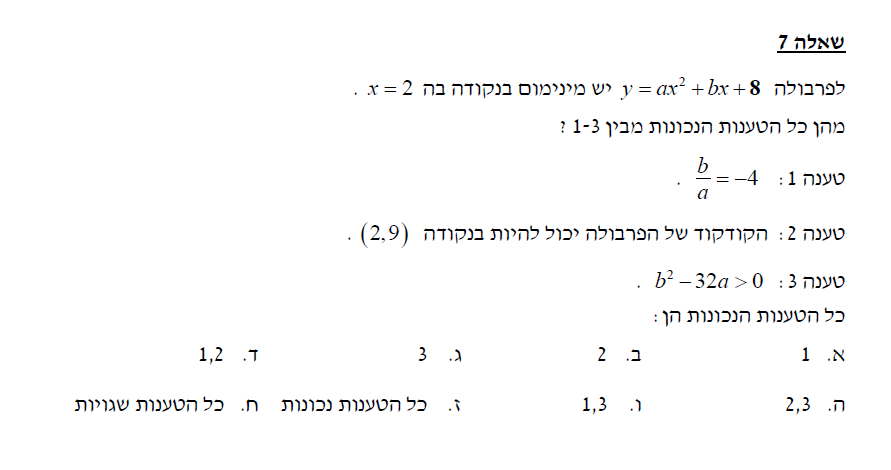 שאלה 7
לפרבולה y = ax² + bx + 8 יש מינימום בנקודה בה x = 2 .
מהן כל הטענות הנכונות מבין 1-3 ?
טענה 1 : b/a = −4 .
טענה 2 : הקודקוד של הפרבולה יכול להיות בנקודה (2,9) .
טענה 3 : b² − 32a > 0 .
כל הטענות הנכונות הן :
א. 1 ב. 2 ג. 3 ד. 1,2
ה. 2,3 ו. 1,3 ז. כל הטענות נכונות ח. כל הטענות שגויות